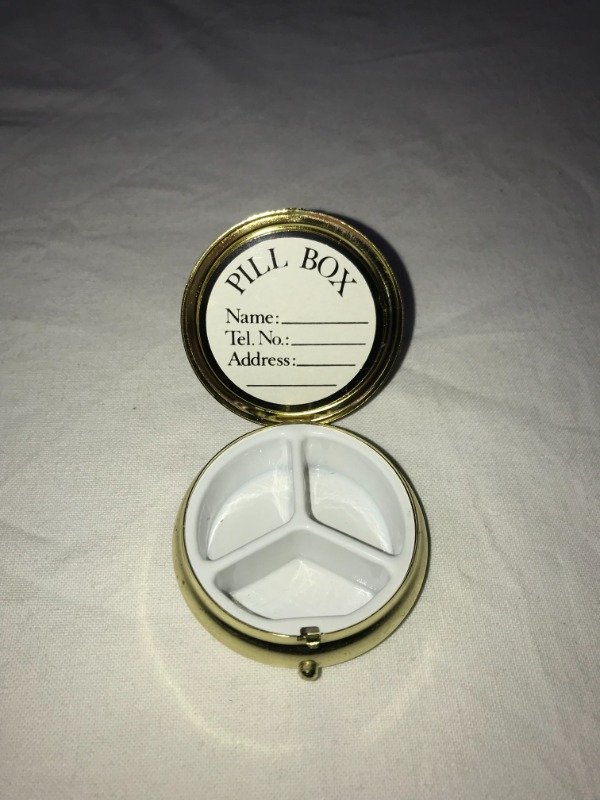 PILL BOX
Name:
Tel. No.:
Address: